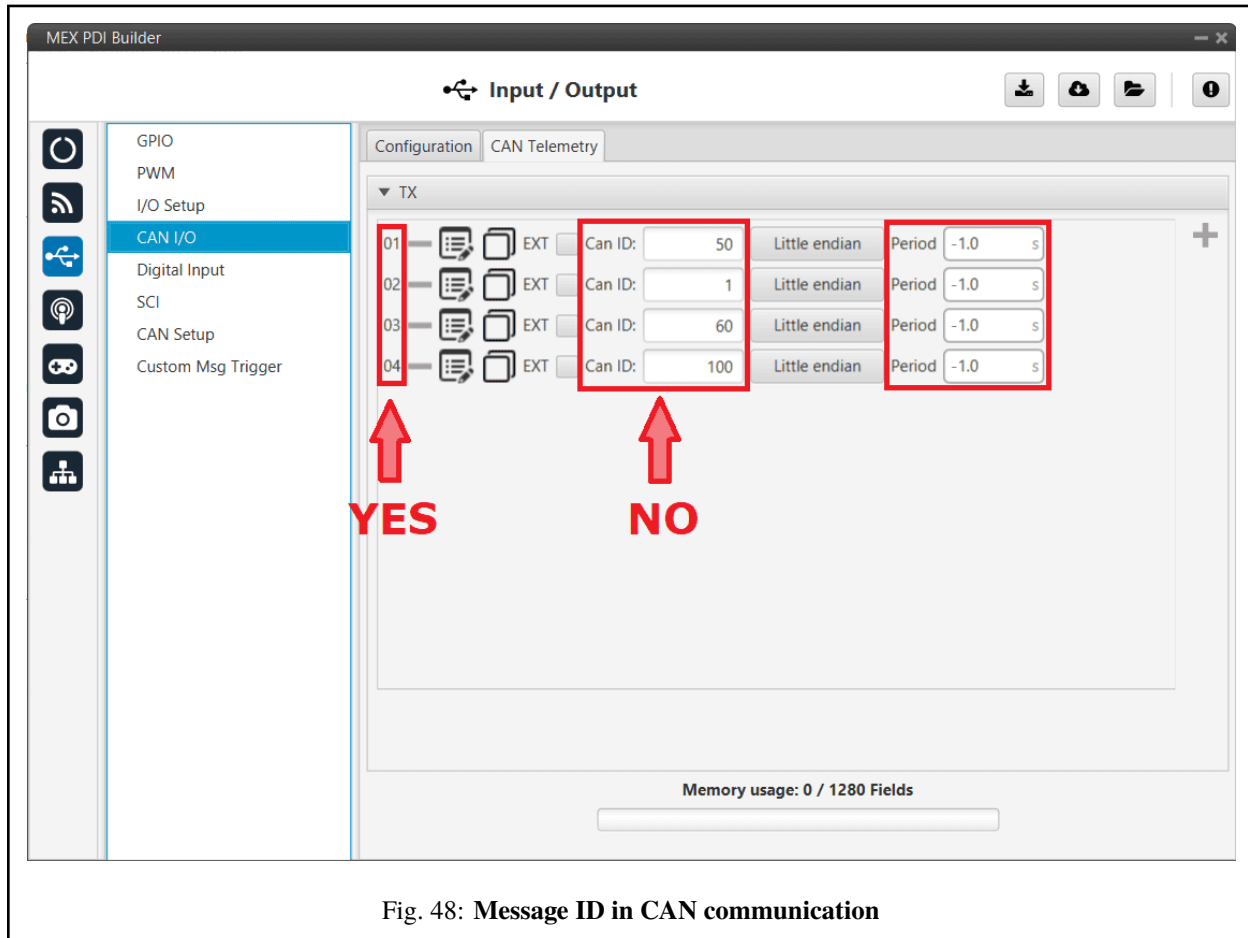 MEX PDI Builder
Input / Output
GPIO
PWM
I/O Setup
CAN I/O
Digital Input
SCI
CAN Setup
Custom Msg Trigger
Configuration CAN Telemetry
TX
01 EXT Can ID: 50 Little endian Period -1.0 s
02 EXT Can ID: 1 Little endian Period -1.0 s
03 EXT Can ID: 60 Little endian Period -1.0 s
04 EXT Can ID: 100 Little endian Period -1.0 s
YES NO
Memory usage: 0 / 1280 Fields
Fig. 48: Message ID in CAN communication